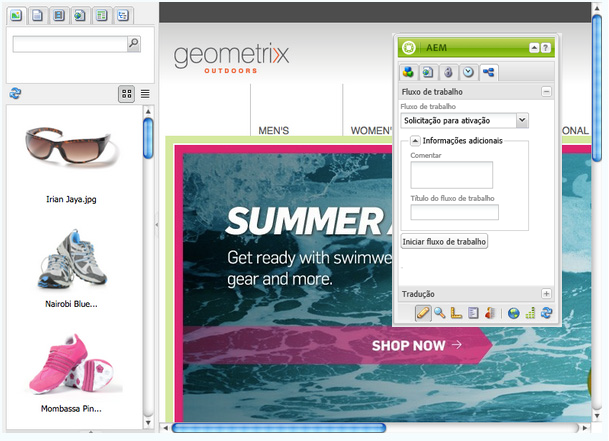 geometrixx
OUTDOORS
AEM
Fluxo de trabalho
Fluxo de trabalho
Solicitação para ativação
Informações adicionais
Comentar
Título do fluxo de trabalho
Iniciar fluxo de trabalho
Tradução
Irian Jaya.jpg
Nairobi Blue...
Mombassa Pin...
MEN'S
WOMEN'
ONAL
SUMMER
Get ready with swimwe
gear and more.
SHOP NOW →